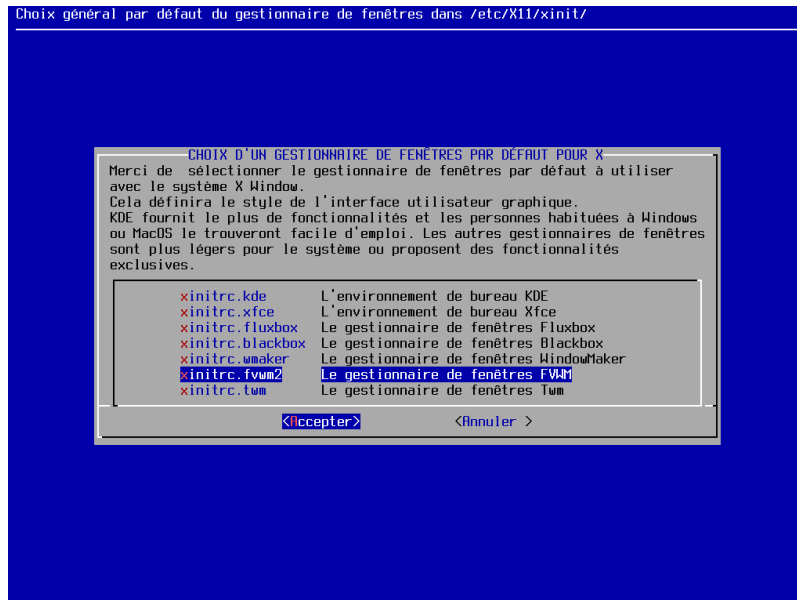 Choix général par défaut du gestionnaire de fenêtres dans /etc/X11/xinit/
CHOIX D'UN GESTIONNAIRE DE FENÊTRES PAR DÉFAUT POUR X
Merci de  sélectionner le gestionnaire de fenêtres par défaut à utiliser
avec le système X Window.
Cela définira le style de l'interface utilisateur graphique.
KDE fournit le plus de fonctionnalités et les personnes habituées à Windows
ou MacOS le trouveront facile d'emploi. Les autres gestionnaires de fenêtres
sont plus légers pour le système ou proposent des fonctionnalités
exclusives.
xinitrc.kde L'environnement de bureau KDE
xinitrc.xfce L'environnement de bureau Xfce
xinitrc.fluxbox Le gestionnaire de fenêtres Fluxbox
xinitrc.blackbox Le gestionnaire de fenêtres Blackbox
xinitrc.wmaker Le gestionnaire de fenêtres WindowMaker
xinitrc.fvwm2 Le gestionnaire de fenêtres FVWM
xinitrc.twm Le gestionnaire de fenêtres Twm
<Accepter> <Annuler >